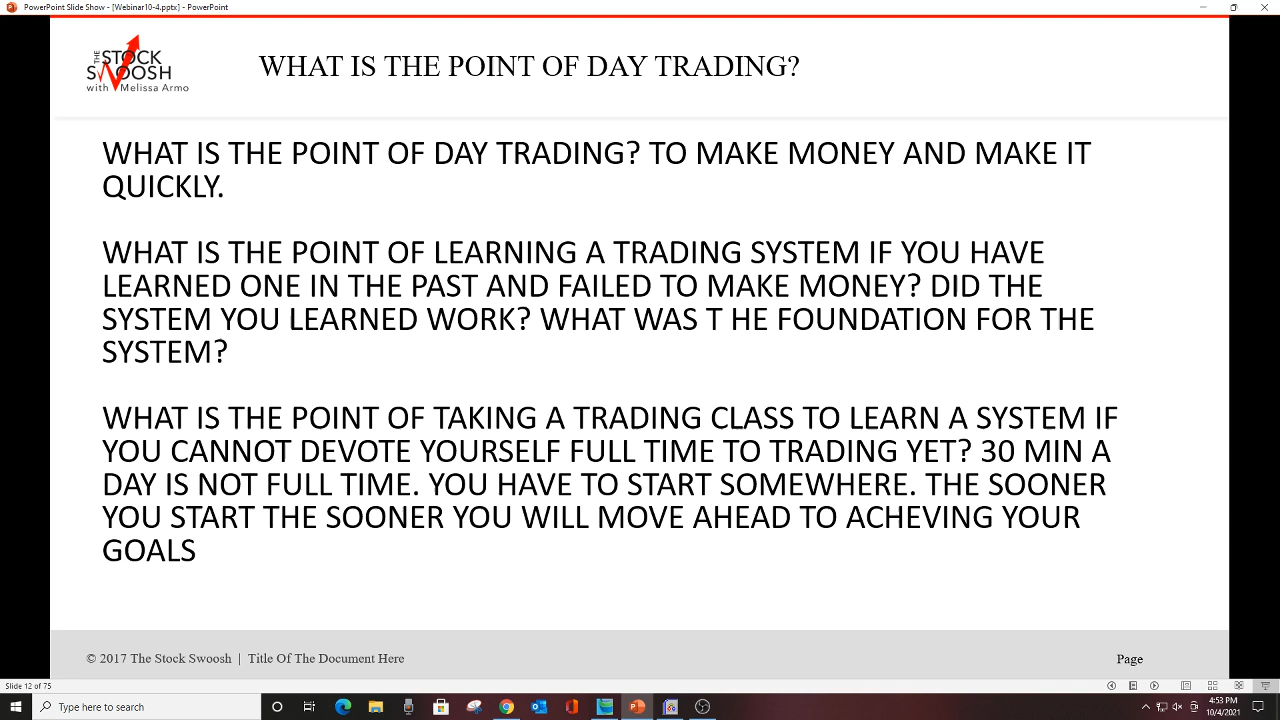 PowerPoint Slide Show - [Webinar10-4.pptx] - PowerPoint
THE
STOCK
SWOOSH
with Melissa Armo
WHAT IS THE POINT OF DAY TRADING?
WHAT IS THE POINT OF DAY TRADING? TO MAKE MONEY AND MAKE IT
QUICKLY.
WHAT IS THE POINT OF LEARNING A TRADING SYSTEM IF YOU HAVE
LEARNED ONE IN THE PAST AND FAILED TO MAKE MONEY? DID THE
SYSTEM YOU LEARNED WORK? WHAT WAS T HE FOUNDATION FOR THE
SYSTEM?
WHAT IS THE POINT OF TAKING A TRADING CLASS TO LEARN A SYSTEM IF
YOU CANNOT DEVOTE YOURSELF FULL TIME TO TRADING YET? 30 MIN A
DAY IS NOT FULL TIME. YOU HAVE TO START SOMEWHERE. THE SOONER
YOU START THE SOONER YOU WILL MOVE AHEAD TO ACHEVING YOUR
GOALS
© 2017 The Stock Swoosh | Title Of The Document Here
Page
Slide 12 of 75
Type here to search
4:53 PM
10/4/2021